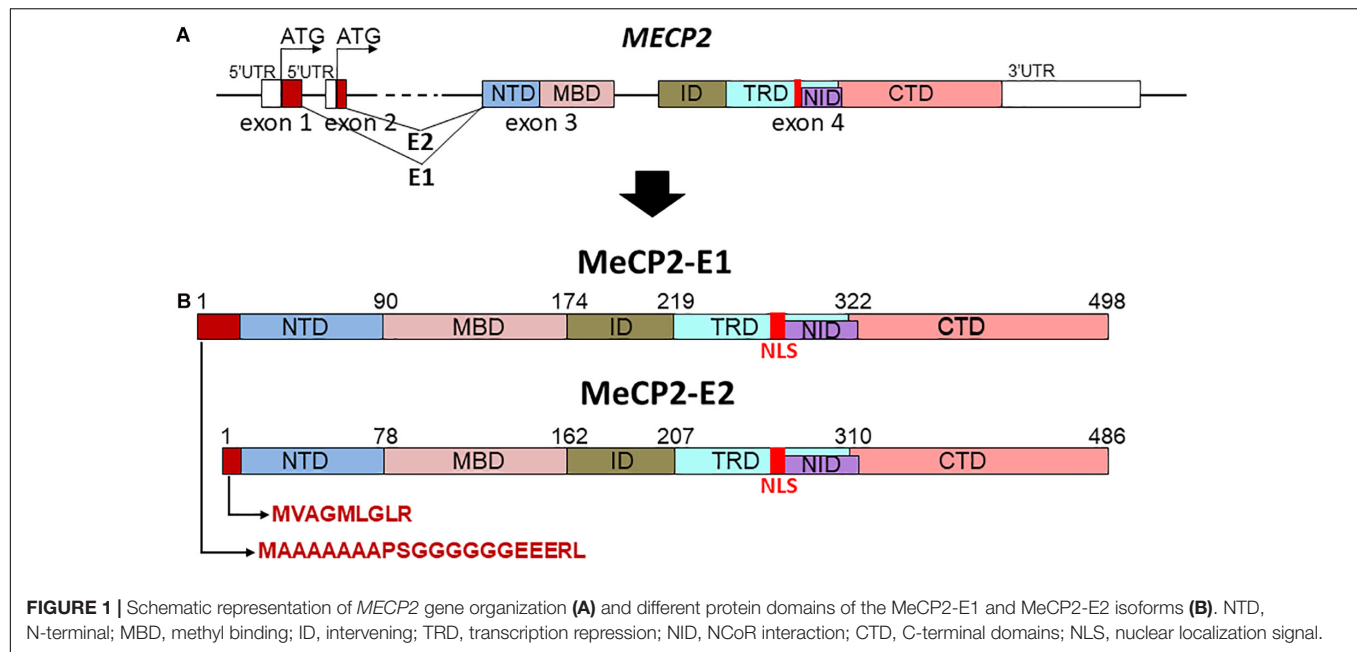 A
ATG ATG
MECP2
5'UTR 5'UTR 3'UTR
NTD MBD ID TRD NID CTD
exon 1 exon 2 exon 3 exon 4
E2
E1
MeCP2-E1
B 1 90 174 219 322 498
NTD MBD ID TRD NID CTD
NLS
MeCP2-E2
1 78 162 207 310 486
NTD MBD ID TRD NID CTD
NLS
MVAGMLGLR
MAAAAAAAPSGGGGGGEEERL
FIGURE 1 | Schematic representation of MECP2 gene organization (A) and different protein domains of the MeCP2-E1 and MeCP2-E2 isoforms (B). NTD,
N-terminal; MBD, methyl binding; ID, intervening; TRD, transcription repression; NID, NCoR interaction; CTD, C-terminal domains; NLS, nuclear localization signal.